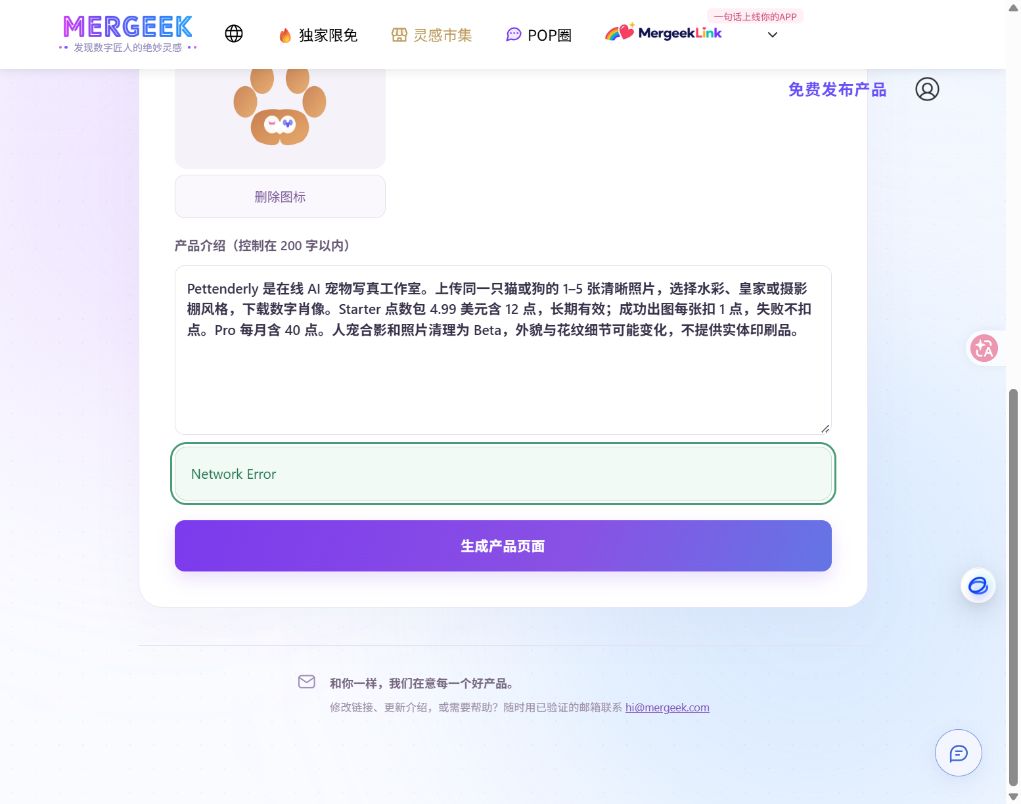 MERGEEK
发现数字匠人的绝妙灵感
独家限免
灵感市集
POP圈
MergeekLink
一句话上线你的APP
免费发布产品
删除图标
产品介绍（控制在 200 字以内）
Pettenderly 是在线 AI 宠物写真工作室。上传同一只猫或狗的 1–5 张清晰照片，选择水彩、皇家或摄影
棚风格，下载数字肖像。Starter 点数包 4.99 美元含 12 点，长期有效；成功出图每张扣 1 点，失败不扣
点。Pro 每月含 40 点。人宠合影和照片清理为 Beta，外貌与花纹细节可能变化，不提供实体印刷品。
Network Error
生成产品页面
和你一样，我们在意每一个好产品。
修改链接、更新介绍，或需要帮助？随时用已验证的邮箱联系 hi@mergeek.com